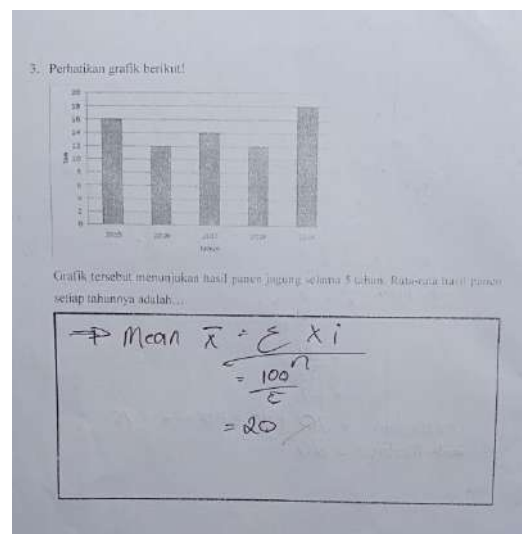 3. Perhatikan grafik berikut!
20
18
16
14
12
10
8
6
4
2
0
2015 2016 2017 2018
Tahun
Grafik tersebut menunjukan hasil panen jagung selama 5 tahun. Rata-rata hasil panen
setiap tahunnya adalah...
⇒ Mean x̄ = Σ xi
n
= 100
= 20